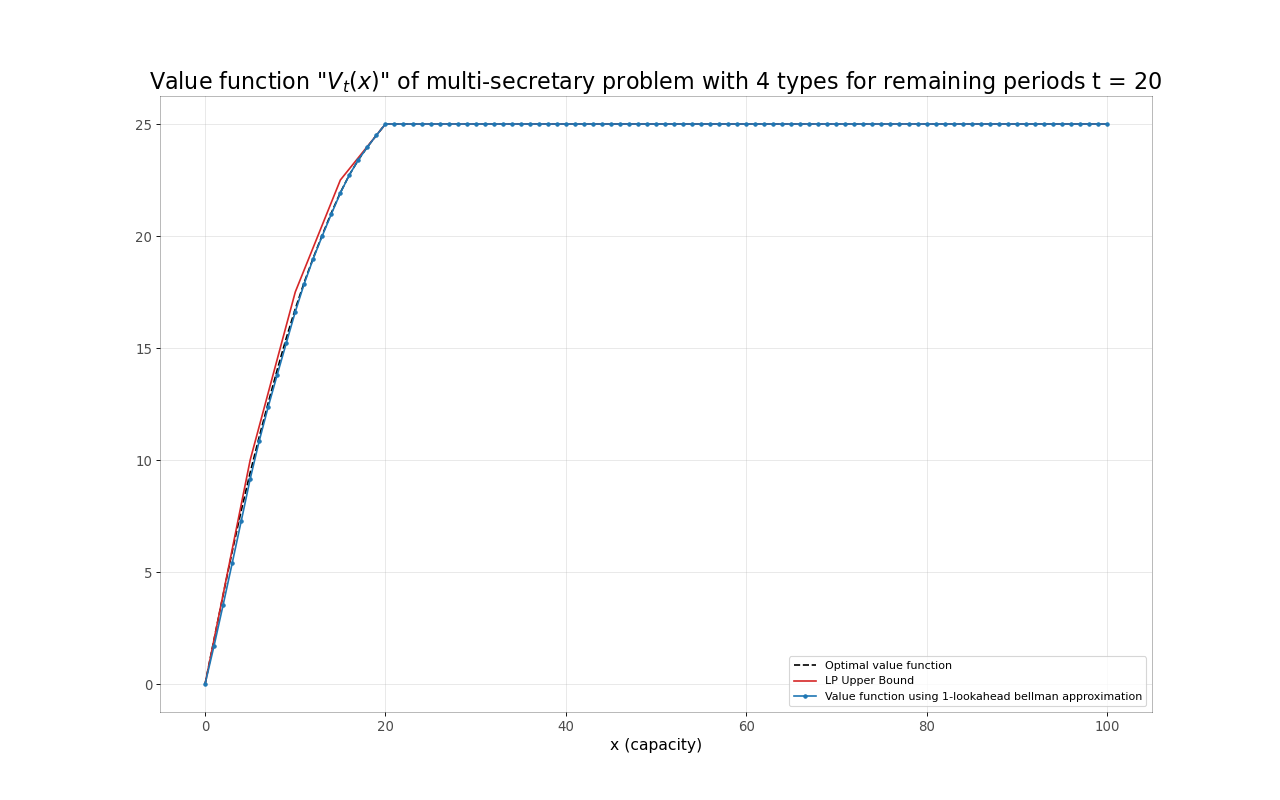 Value function "V_t(x)" of multi-secretary problem with 4 types for remaining periods t = 20
25
20
15
10
5
0
Optimal value function
LP Upper Bound
Value function using 1-lookahead bellman approximation
0 20 40 60 80 100
x (capacity)